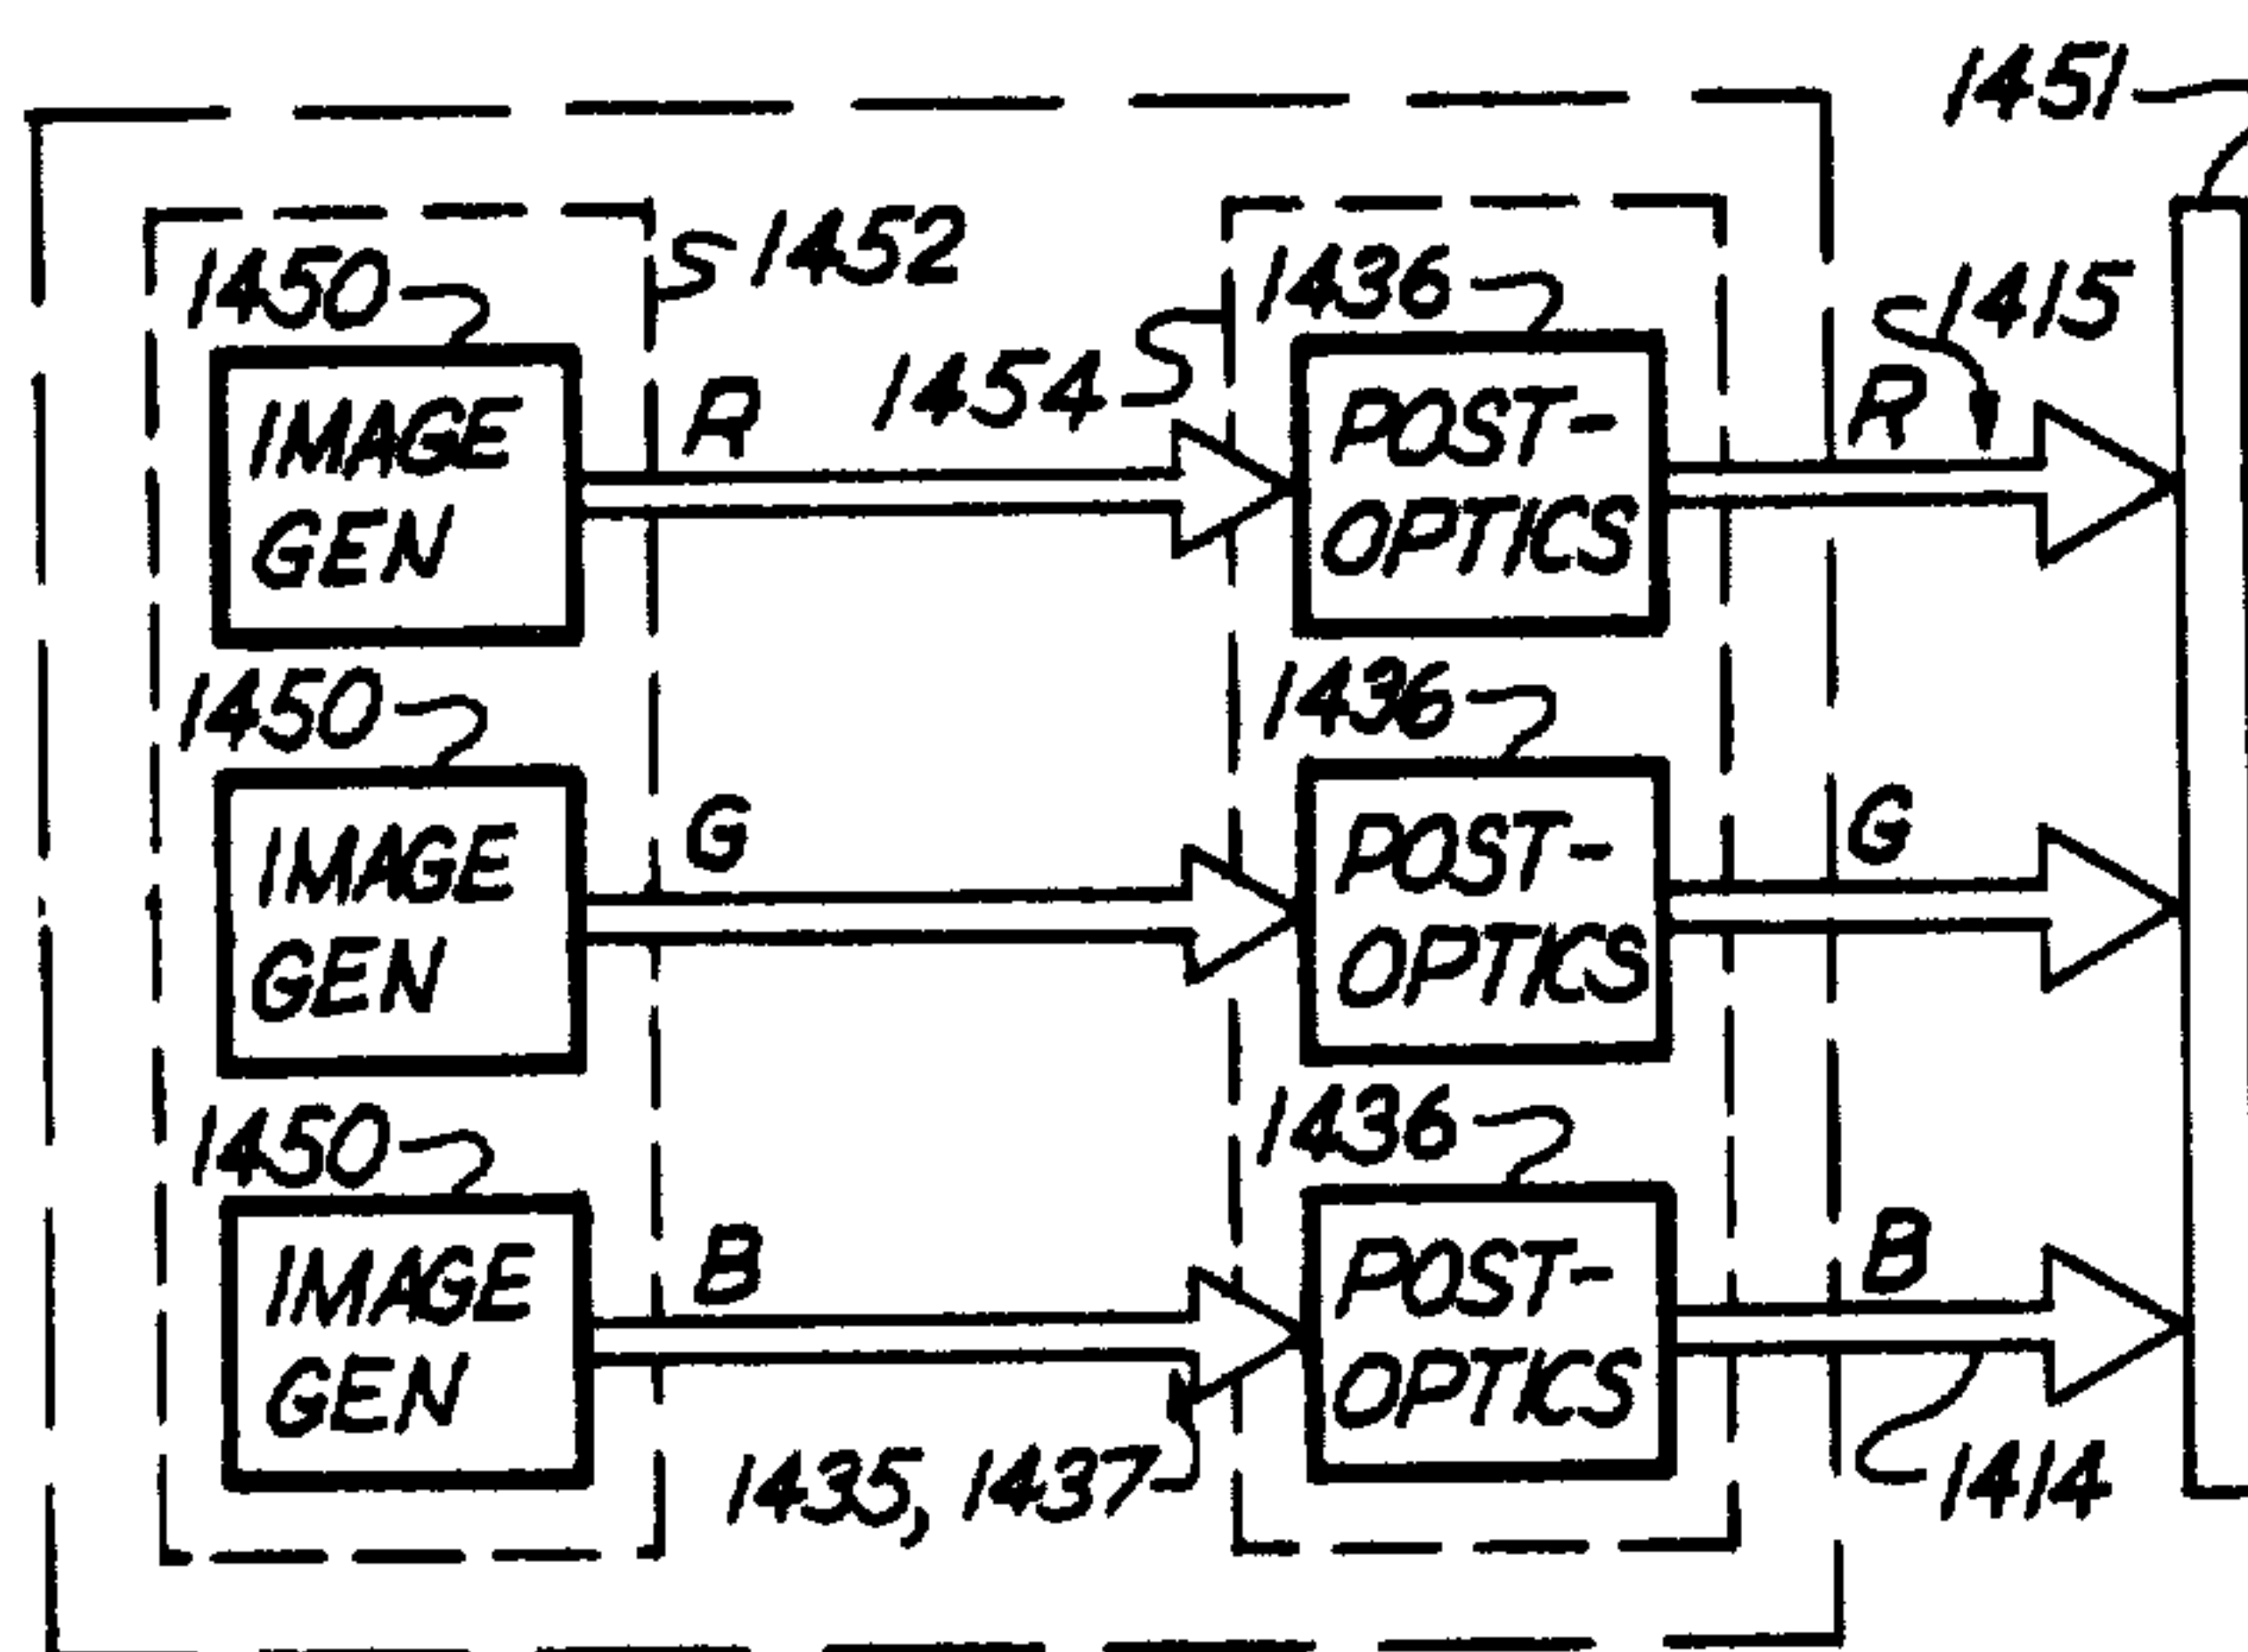 1451
1450
1452
1436
1415
R
1454
R
IMAGE
GEN
POST-
OPTICS
1450
1436
G
G
IMAGE
GEN
POST-
OPTICS
1450
1436
B
B
IMAGE
GEN
POST-
OPTICS
1435, 1437
1414